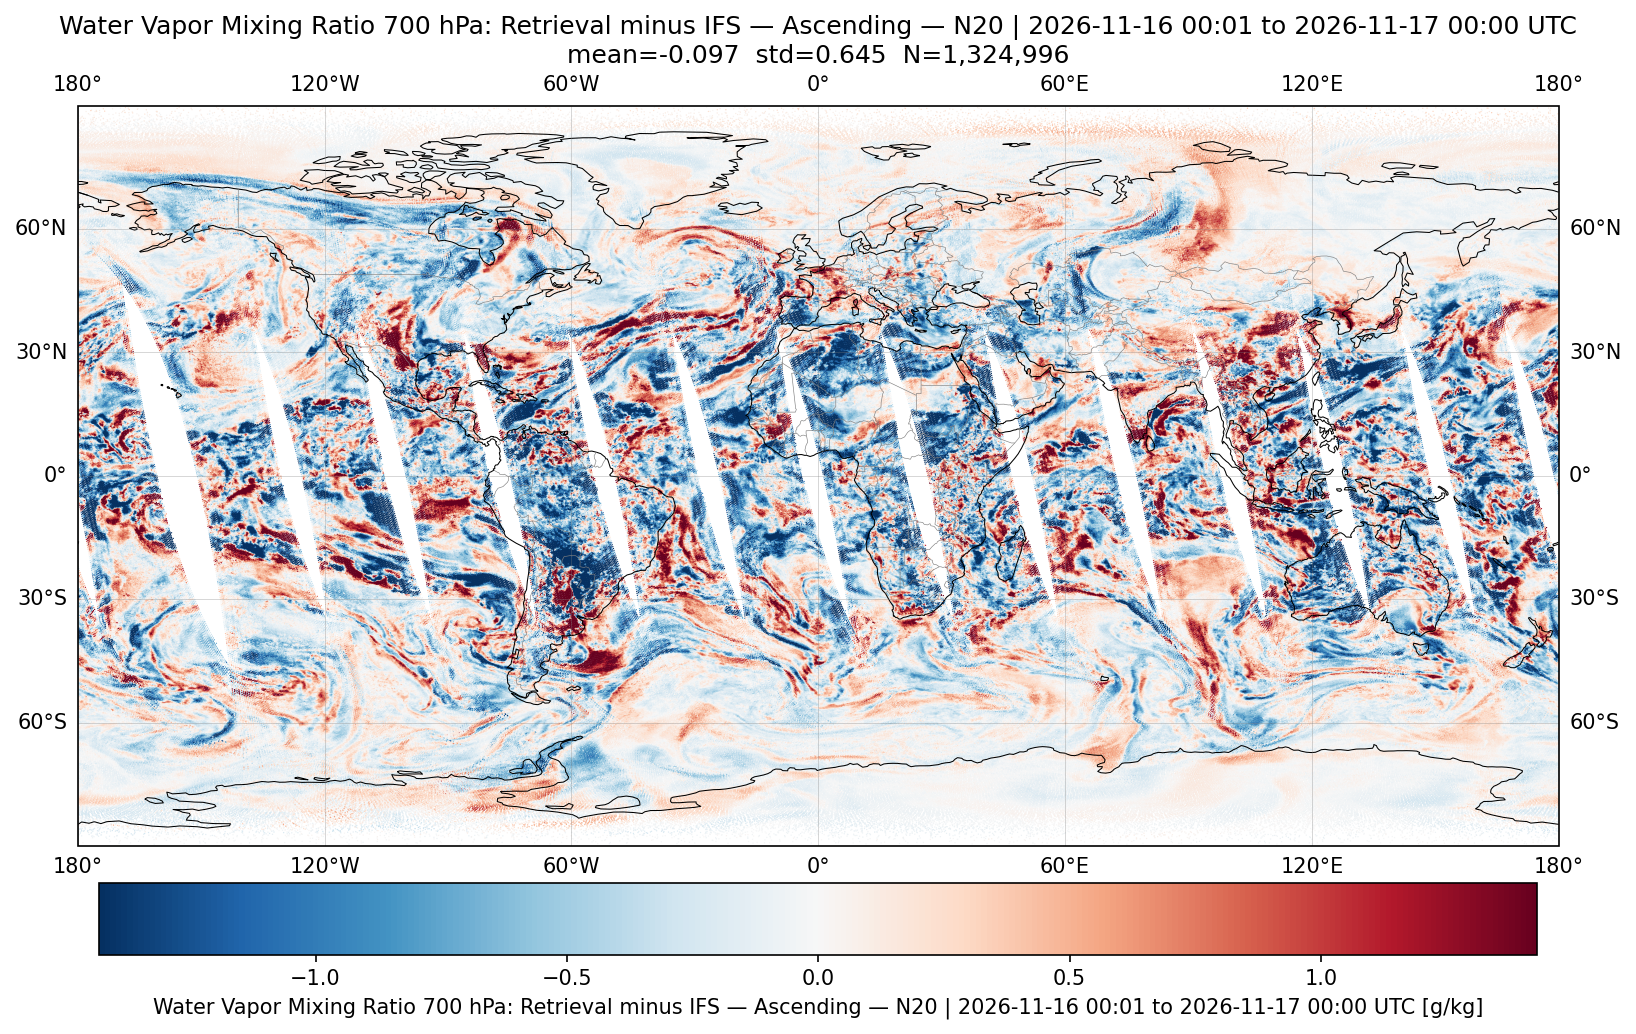 Water Vapor Mixing Ratio 700 hPa: Retrieval minus IFS — Ascending — N20 | 2026-11-16 00:01 to 2026-11-17 00:00 UTC
mean=-0.097 std=0.645 N=1,324,996
180° 120°W 60°W 0° 60°E 120°E 180°
60°N 60°N
30°N 30°N
0° 0°
30°S 30°S
60°S 60°S
180° 120°W 60°W 0° 60°E 120°E 180°
−1.0 −0.5 0.0 0.5 1.0
Water Vapor Mixing Ratio 700 hPa: Retrieval minus IFS — Ascending — N20 | 2026-11-16 00:01 to 2026-11-17 00:00 UTC [g/kg]